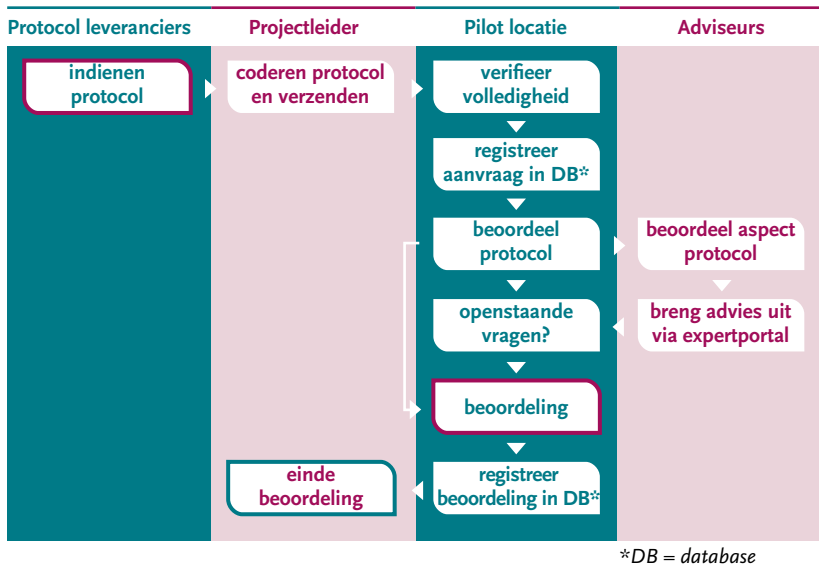 Protocol leveranciers
Projectleider
Pilot locatie
Adviseurs
indienen
protocol
coderen protocol
en verzenden
verifieer
volledigheid
registreer
aanvraag in DB*
beoordeel
protocol
beoordeel aspect
protocol
openstaande
vragen?
breng advies uit
via expertportal
beoordeling
einde
beoordeling
registreer
beoordeling in DB*
*DB = database